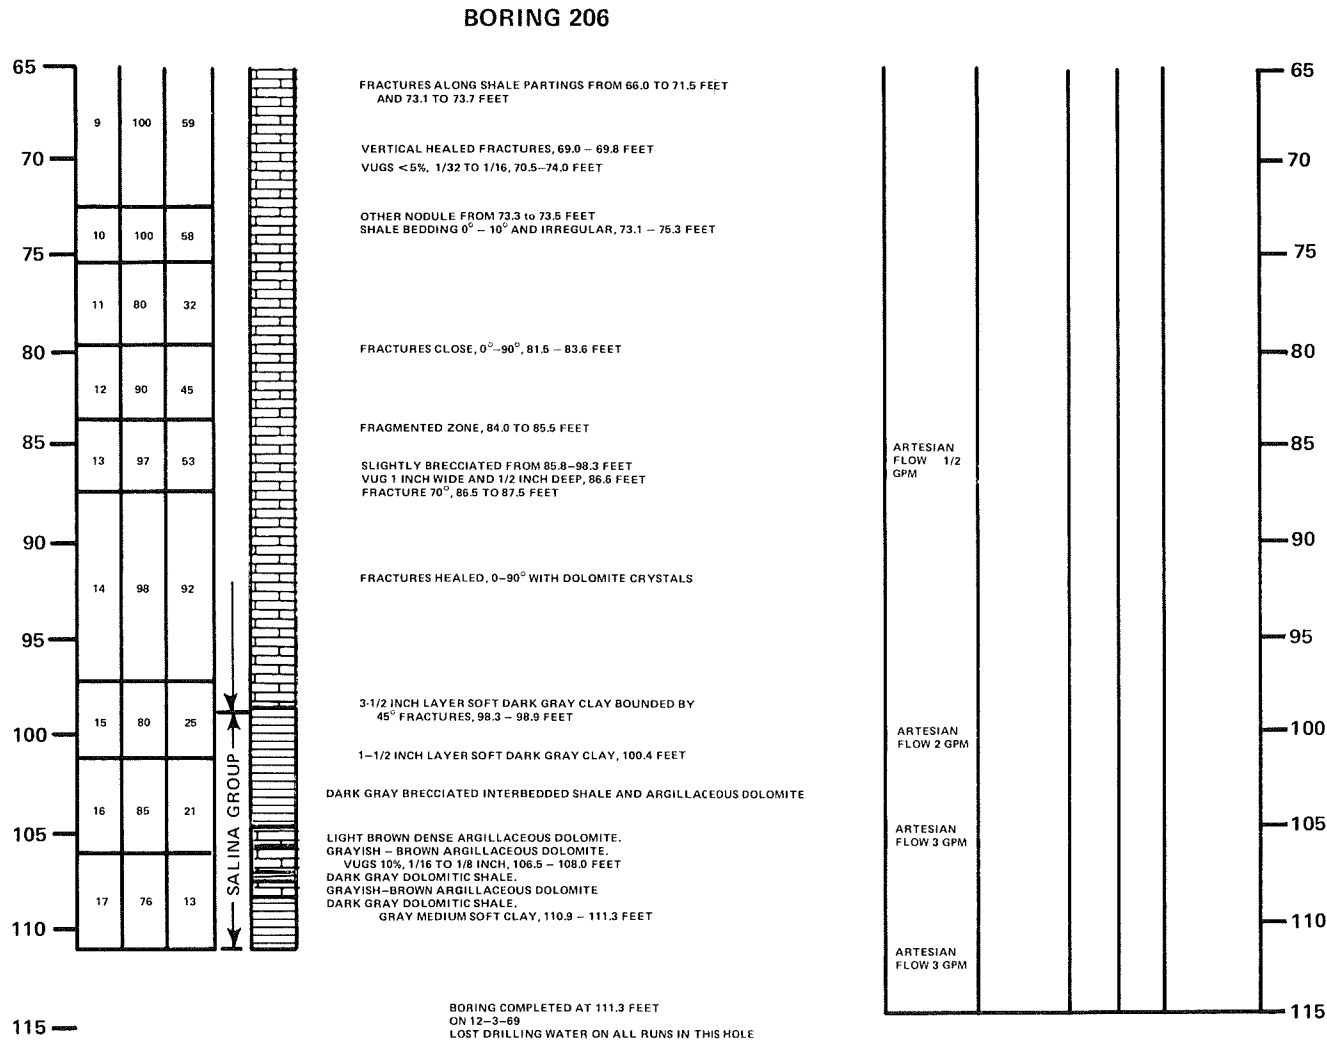 BORING 206
65
9 100 59
70
10 100 58
75
11 80 32
80
12 90 45
85
13 97 53
90
14 98 92
95
15 80 25
100
16 85 21
105
17 76 13
110
115
SALINA GROUP
FRACTURES ALONG SHALE PARTINGS FROM 66.0 TO 71.5 FEET
AND 73.1 TO 73.7 FEET
VERTICAL HEALED FRACTURES, 69.0 – 69.8 FEET
VUGS <5%, 1/32 TO 1/16, 70.5–74.0 FEET
OTHER NODULE FROM 73.3 to 73.5 FEET
SHALE BEDDING 0° – 10° AND IRREGULAR, 73.1 – 75.3 FEET
FRACTURES CLOSE, 0°–90°, 81.5 – 83.6 FEET
FRAGMENTED ZONE, 84.0 TO 85.5 FEET
SLIGHTLY BRECCIATED FROM 85.8–98.3 FEET
VUG 1 INCH WIDE AND 1/2 INCH DEEP, 86.6 FEET
FRACTURE 70°, 86.5 TO 87.5 FEET
FRACTURES HEALED, 0–90° WITH DOLOMITE CRYSTALS
3-1/2 INCH LAYER SOFT DARK GRAY CLAY BOUNDED BY
45° FRACTURES, 98.3 – 98.9 FEET
1–1/2 INCH LAYER SOFT DARK GRAY CLAY, 100.4 FEET
DARK GRAY BRECCIATED INTERBEDDED SHALE AND ARGILLACEOUS DOLOMITE
LIGHT BROWN DENSE ARGILLACEOUS DOLOMITE.
GRAYISH – BROWN ARGILLACEOUS DOLOMITE.
VUGS 10%, 1/16 TO 1/8 INCH, 106.5 – 108.0 FEET
DARK GRAY DOLOMITIC SHALE.
GRAYISH–BROWN ARGILLACEOUS DOLOMITE
DARK GRAY DOLOMITIC SHALE.
GRAY MEDIUM SOFT CLAY, 110.9 – 111.3 FEET
BORING COMPLETED AT 111.3 FEET
ON 12–3–69
LOST DRILLING WATER ON ALL RUNS IN THIS HOLE
ARTESIAN
FLOW 1/2
GPM
ARTESIAN
FLOW 2 GPM
ARTESIAN
FLOW 3 GPM
ARTESIAN
FLOW 3 GPM
65
70
75
80
85
90
95
100
105
110
115